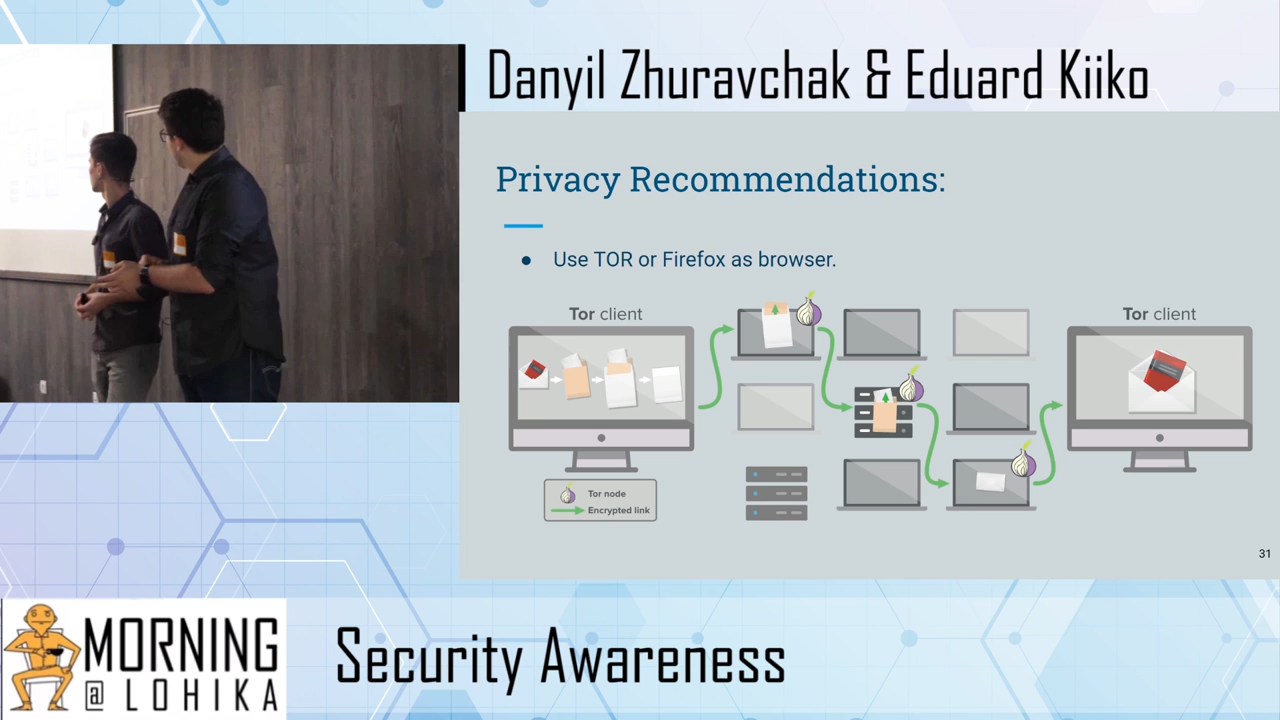 Danyil Zhuravchak & Eduard Kiiko
Privacy Recommendations:
● Use TOR or Firefox as browser.
Tor client
Tor client
Tor node
Encrypted link
31
MORNING
@ LOHIKA
Security Awareness